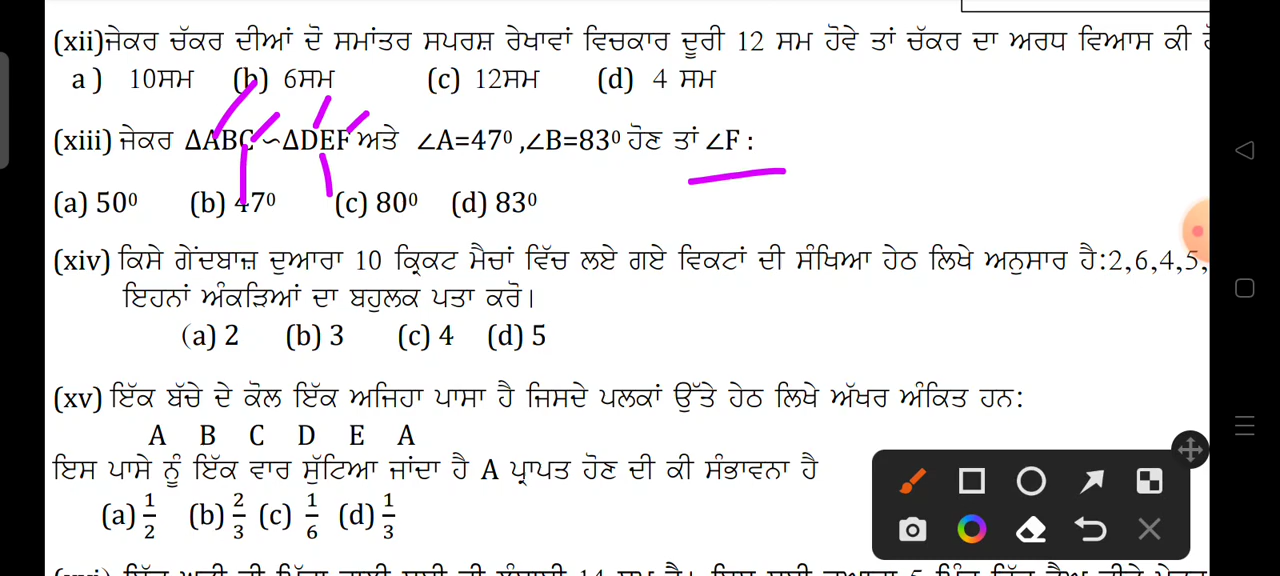 (xii)ਜੇਕਰ ਚੱਕਰ ਦੀਆਂ ਦੋ ਸਮਾਂਤਰ ਸਪਰਸ਼ ਰੇਖਾਵਾਂ ਵਿਚਕਾਰ ਦੂਰੀ 12 ਸਮ ਹੋਵੇ ਤਾਂ ਚੱਕਰ ਦਾ ਅਰਧ ਵਿਆਸ ਕੀ
a) 10ਸਮ (b) 6ਸਮ (c) 12ਸਮ (d) 4 ਸਮ
(xiii) ਜੇਕਰ ΔABC ∽ΔDEF ਅਤੇ ∠A=47⁰ ,∠B=83⁰ ਹੋਣ ਤਾਂ ∠F :
(a) 50⁰ (b) 47⁰ (c) 80⁰ (d) 83⁰
(xiv) ਕਿਸੇ ਗੇਂਦਬਾਜ਼ ਦੁਆਰਾ 10 ਕ੍ਰਿਕਟ ਮੈਚਾਂ ਵਿੱਚ ਲਏ ਗਏ ਵਿਕਟਾਂ ਦੀ ਸੰਖਿਆ ਹੇਠ ਲਿਖੇ ਅਨੁਸਾਰ ਹੈ:2,6,4,5,
ਇਹਨਾਂ ਅੰਕੜਿਆਂ ਦਾ ਬਹੁਲਕ ਪਤਾ ਕਰੋ।
(a) 2 (b) 3 (c) 4 (d) 5
(xv) ਇੱਕ ਬੱਚੇ ਦੇ ਕੋਲ ਇੱਕ ਅਜਿਹਾ ਪਾਸਾ ਹੈ ਜਿਸਦੇ ਪਲਕਾਂ ਉੱਤੇ ਹੇਠ ਲਿਖੇ ਅੱਖਰ ਅੰਕਿਤ ਹਨ:
A B C D E A
ਇਸ ਪਾਸੇ ਨੂੰ ਇੱਕ ਵਾਰ ਸੁੱਟਿਆ ਜਾਂਦਾ ਹੈ A ਪ੍ਰਾਪਤ ਹੋਣ ਦੀ ਕੀ ਸੰਭਾਵਨਾ ਹੈ
(a) 1/2 (b) 2/3 (c) 1/6 (d) 1/3